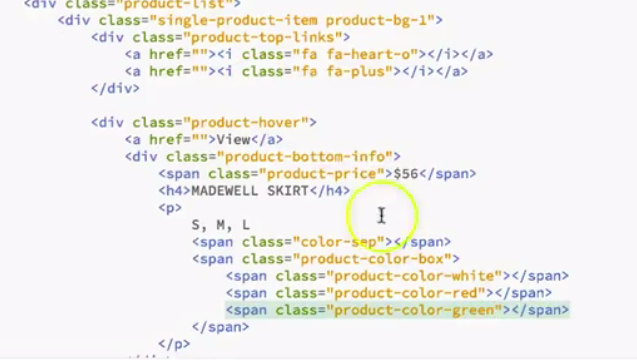 <div class="product-list">
<div class="single-product-item product-bg-1">
<div class="product-top-links">
<a href=""><i class="fa fa-heart-o"></i></a>
<a href=""><i class="fa fa-plus"></i></a>
</div>
<div class="product-hover">
<a href="">View</a>
<div class="product-bottom-info">
<span class="product-price">$56</span>
<h4>MADEWELL SKIRT</h4>
<p>
S, M, L
<span class="color-sep"></span>
<span class="product-color-box">
<span class="product-color-white"></span>
<span class="product-color-red"></span>
<span class="product-color-green"></span>
</span>
</p>
</div>